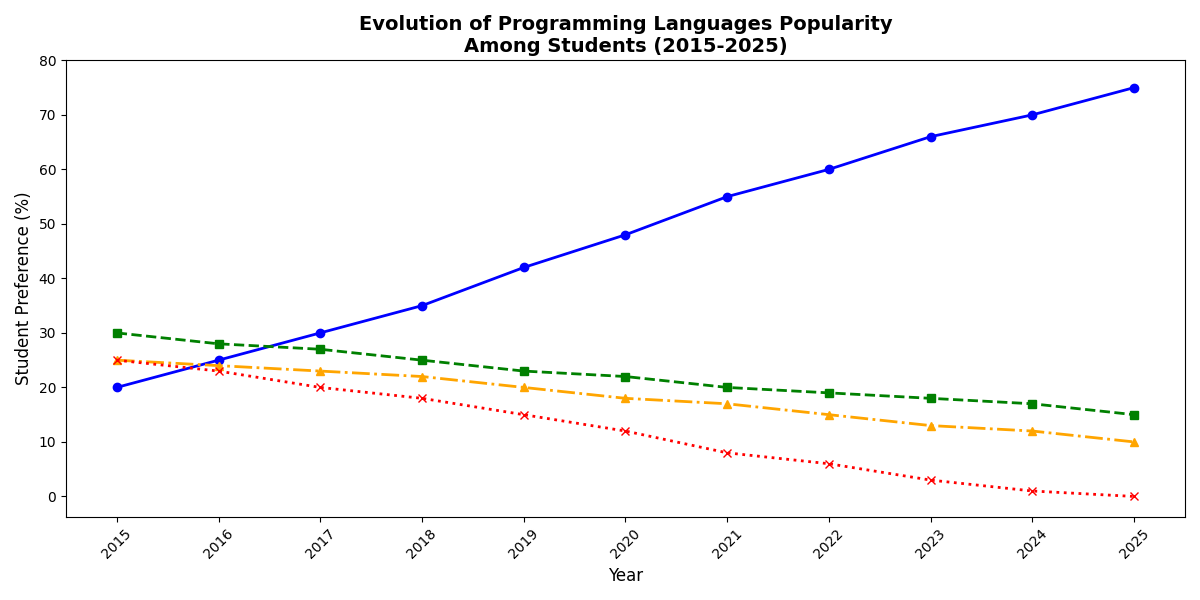 Evolution of Programming Languages Popularity
Among Students (2015-2025)
80
70
60
50
40
30
20
10
0
Student Preference (%)
2015 2016 2017 2018 2019 2020 2021 2022 2023 2024 2025
Year